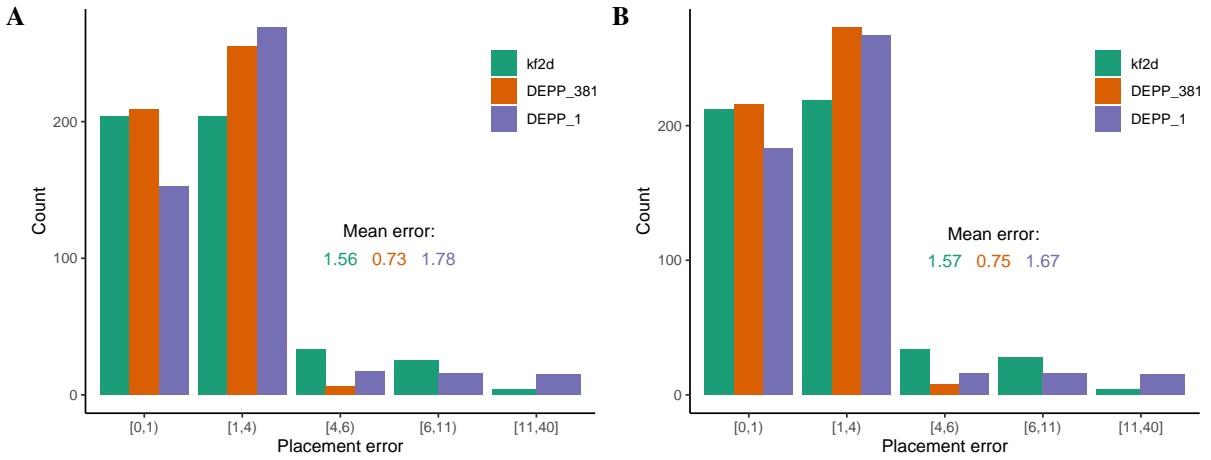 A
kf2d
DEPP_381
DEPP_1
200
100
0
Count
Mean error:
1.56 0.73 1.78
[0,1) [1,4) [4,6) [6,11) [11,40]
Placement error
B
kf2d
DEPP_381
DEPP_1
200
100
0
Count
Mean error:
1.57 0.75 1.67
[0,1) [1,4) [4,6) [6,11) [11,40]
Placement error